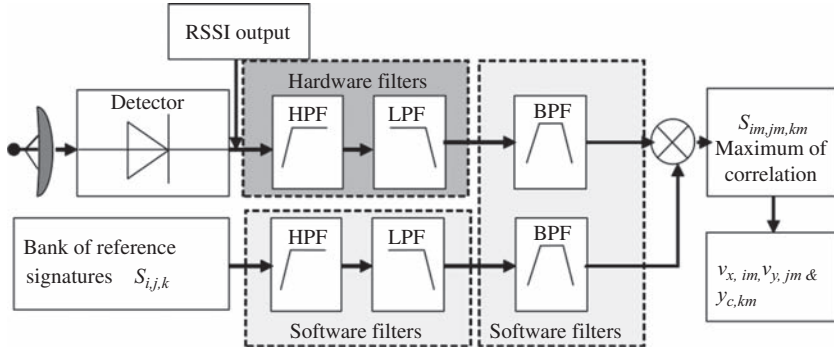 RSSI output
Hardware filters
Detector
HPF
LPF
BPF
S_{im,jm,km}
Maximum of
correlation
Bank of reference
signatures S_{i,j,k}
HPF
LPF
BPF
v_{x, im}, v_{y, jm} &
y_{c,km}
Software filters
Software filters